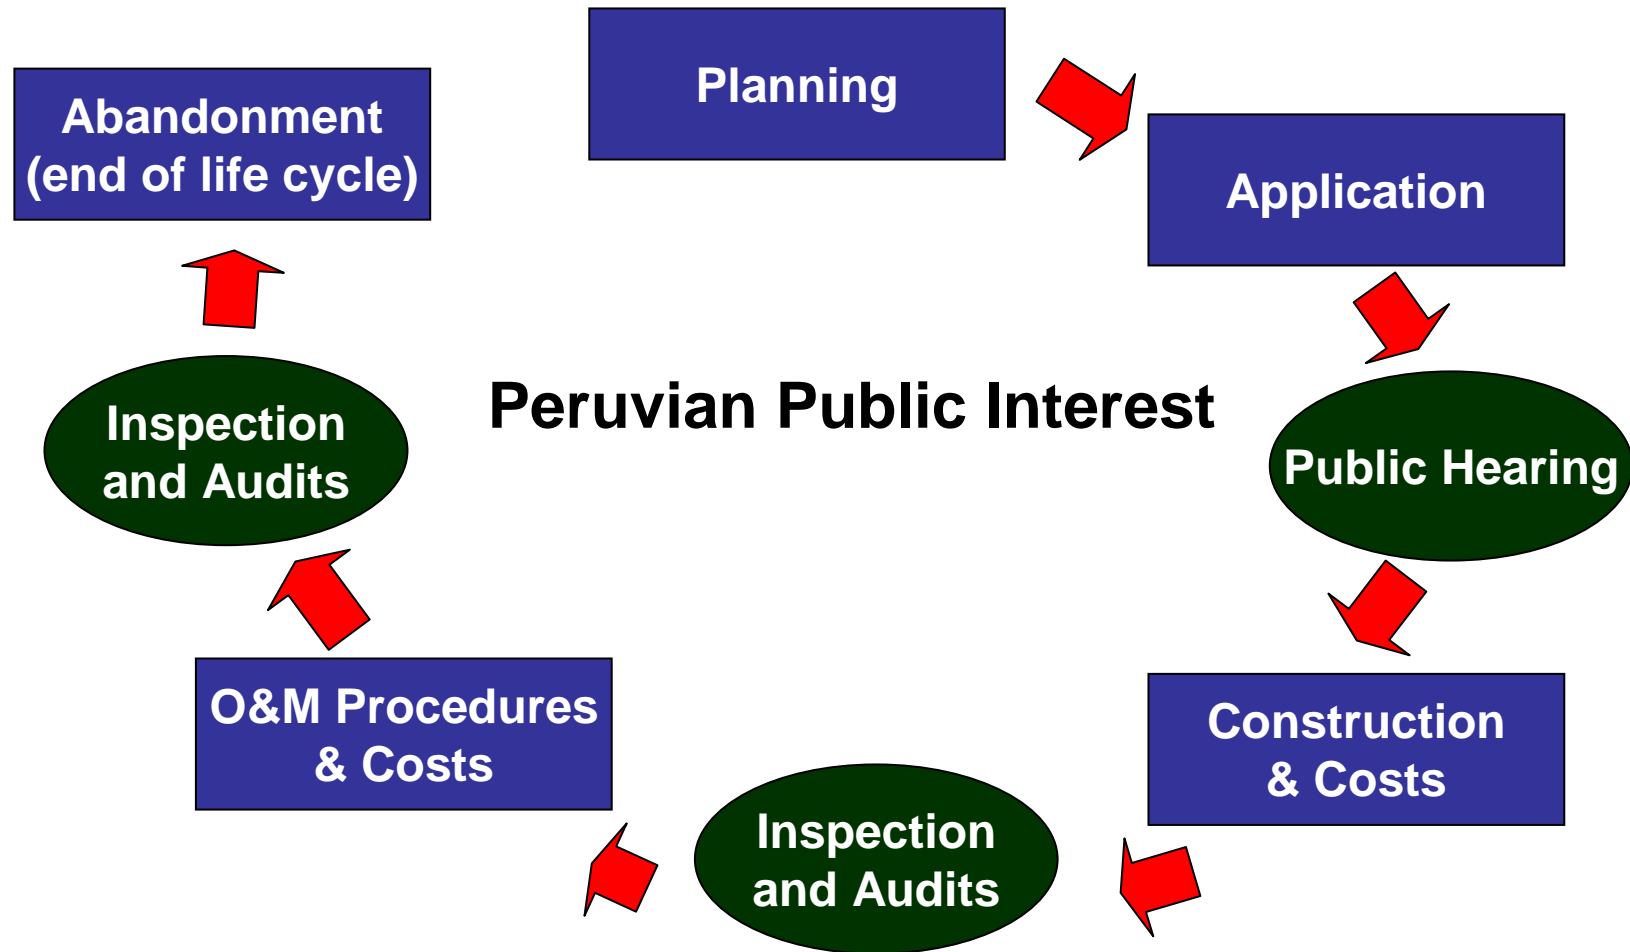 Planning
Application
Public Hearing
Construction
& Costs
Inspection
and Audits
O&M Procedures
& Costs
Inspection
and Audits
Abandonment
(end of life cycle)
Peruvian Public Interest